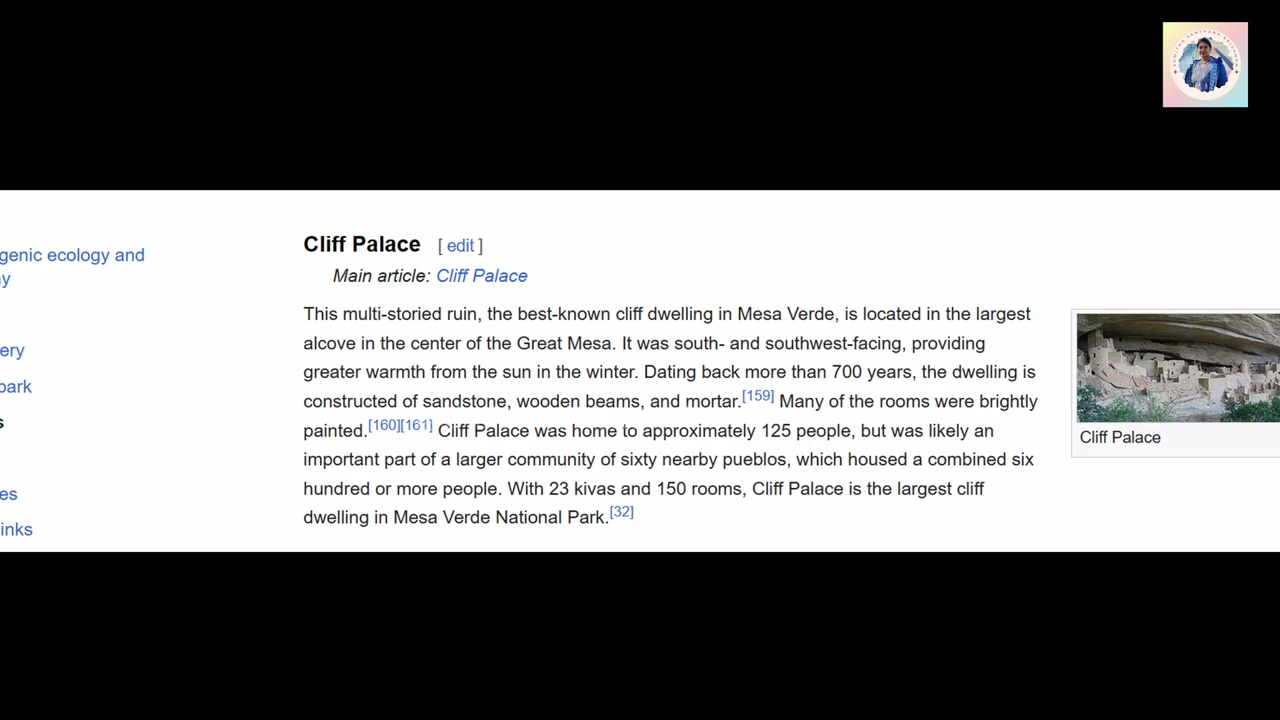 genic ecology and
Cliff Palace [ edit ]
Main article: Cliff Palace
This multi-storied ruin, the best-known cliff dwelling in Mesa Verde, is located in the largest
alcove in the center of the Great Mesa. It was south- and southwest-facing, providing
greater warmth from the sun in the winter. Dating back more than 700 years, the dwelling is
constructed of sandstone, wooden beams, and mortar.[159] Many of the rooms were brightly
painted.[160][161] Cliff Palace was home to approximately 125 people, but was likely an
important part of a larger community of sixty nearby pueblos, which housed a combined six
hundred or more people. With 23 kivas and 150 rooms, Cliff Palace is the largest cliff
dwelling in Mesa Verde National Park.[32]
ery
park
es
inks
Cliff Palace